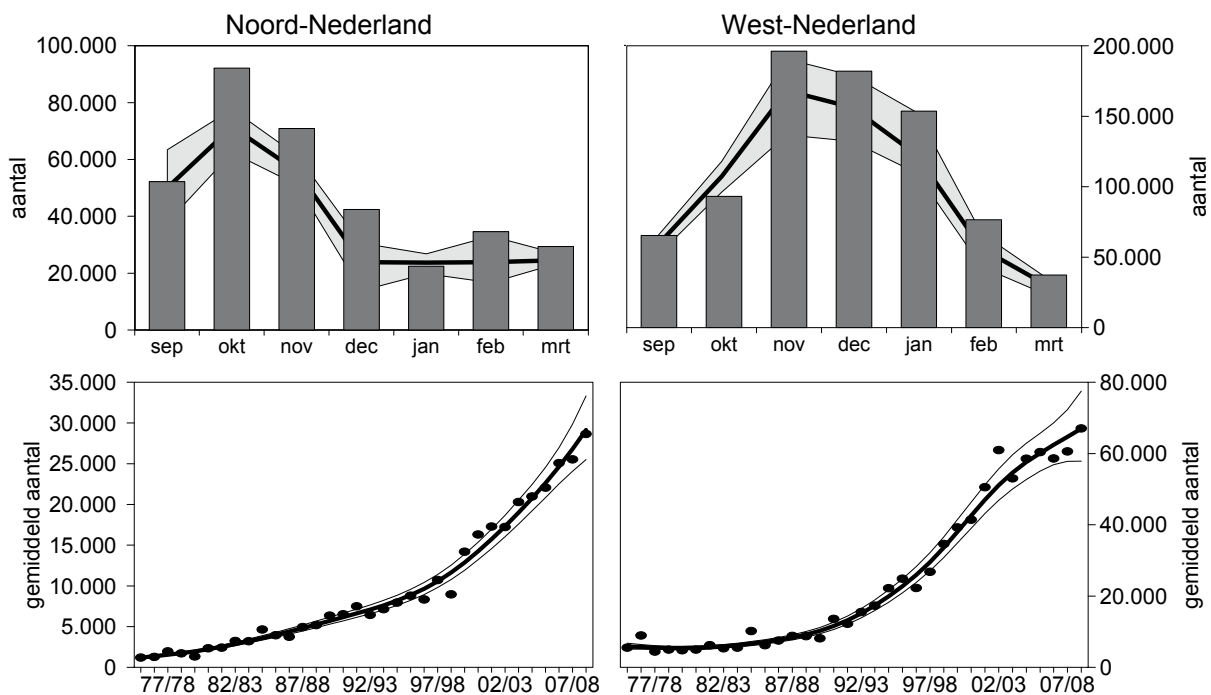 Noord-Nederland
West-Nederland
100.000
80.000
60.000
40.000
20.000
0
aantal
sep okt nov dec jan feb mrt
200.000
150.000
100.000
50.000
0
aantal
sep okt nov dec jan feb mrt
35.000
30.000
25.000
20.000
15.000
10.000
5.000
0
gemiddeld aantal
77/78 82/83 87/88 92/93 97/98 02/03 07/08
80.000
60.000
40.000
20.000
0
gemiddeld aantal
77/78 82/83 87/88 92/93 97/98 02/03 07/08